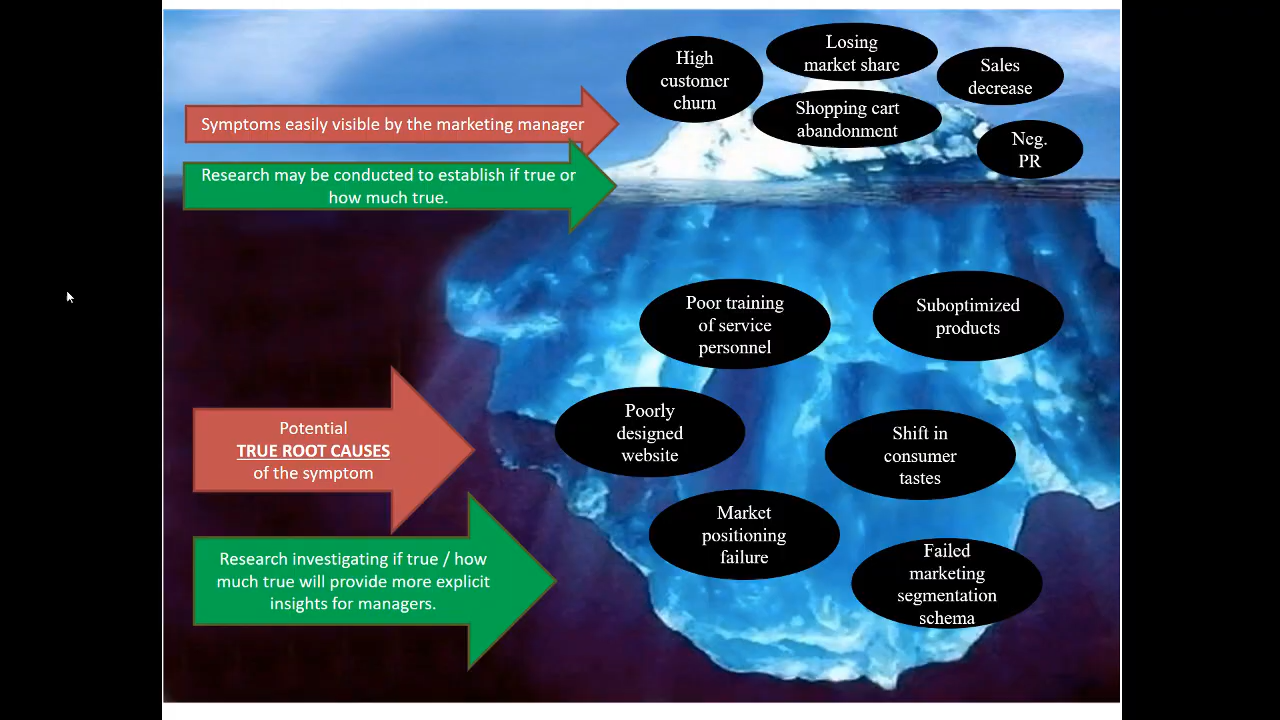 High
customer
churn
Losing
market share
Sales
decrease
Shopping cart
abandonment
Neg.
PR
Symptoms easily visible by the marketing manager
Research may be conducted to establish if true or
how much true.
Poor training
of service
personnel
Suboptimized
products
Poorly
designed
website
Shift in
consumer
tastes
Potential
TRUE ROOT CAUSES
of the symptom
Market
positioning
failure
Failed
marketing
segmentation
schema
Research investigating if true / how
much true will provide more explicit
insights for managers.